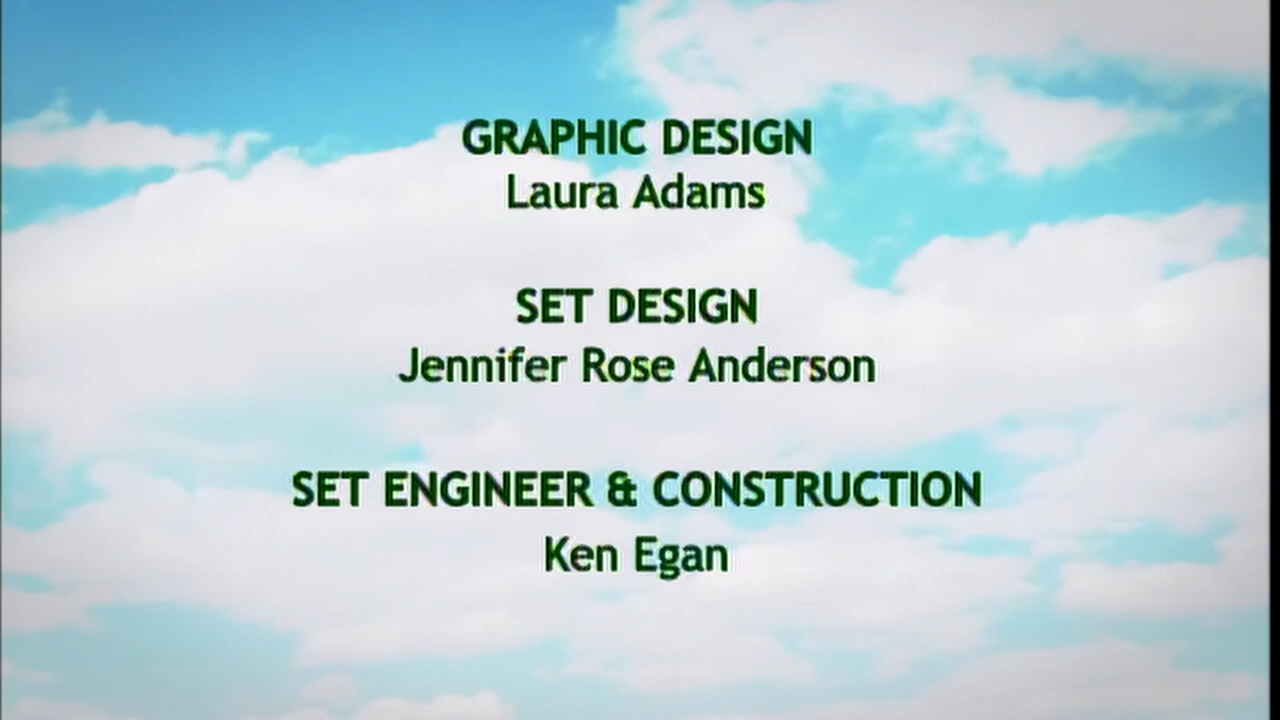 GRAPHIC DESIGN
Laura Adams
SET DESIGN
Jennifer Rose Anderson
SET ENGINEER & CONSTRUCTION
Ken Egan